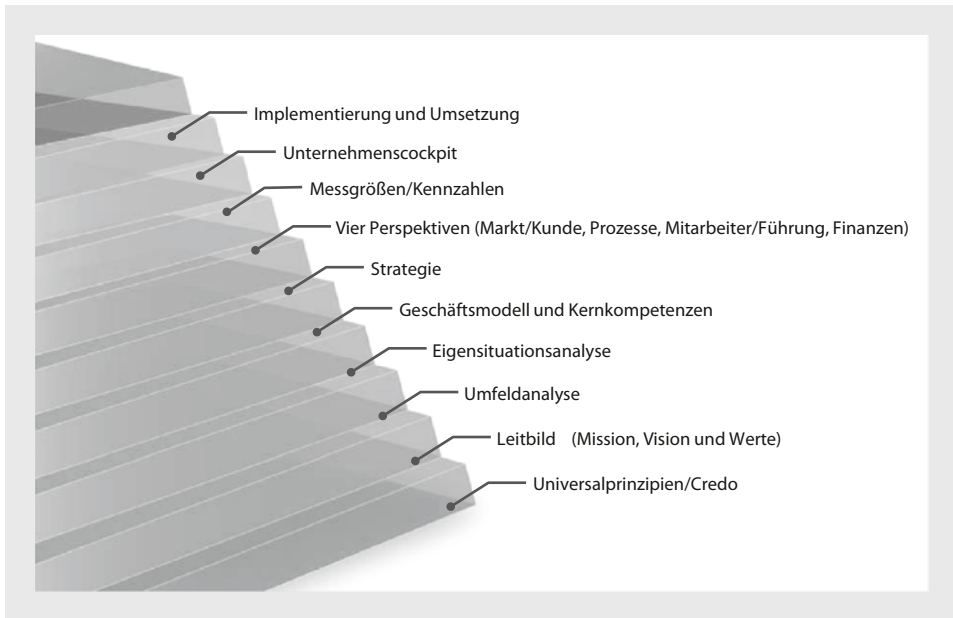 Implementierung und Umsetzung
Unternehmenscockpit
Messgrößen/Kennzahlen
Vier Perspektiven (Markt/Kunde, Prozesse, Mitarbeiter/Führung, Finanzen)
Strategie
Geschäftsmodell und Kernkompetenzen
Eigensituationsanalyse
Umfeldanalyse
Leitbild (Mission, Vision und Werte)
Universalprinzipien/Credo